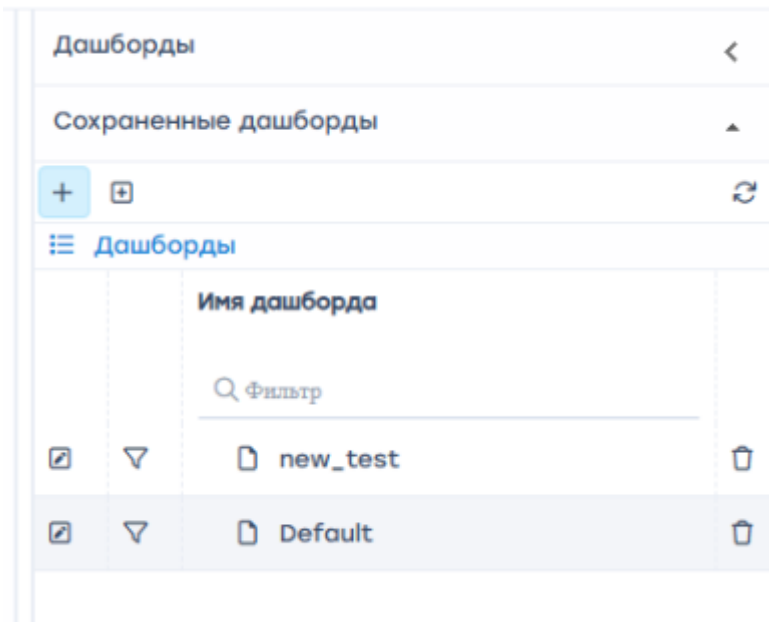 Дашборды
Сохраненные дашборды
Дашборды
Имя дашборда
Фильтр
new_test
Default